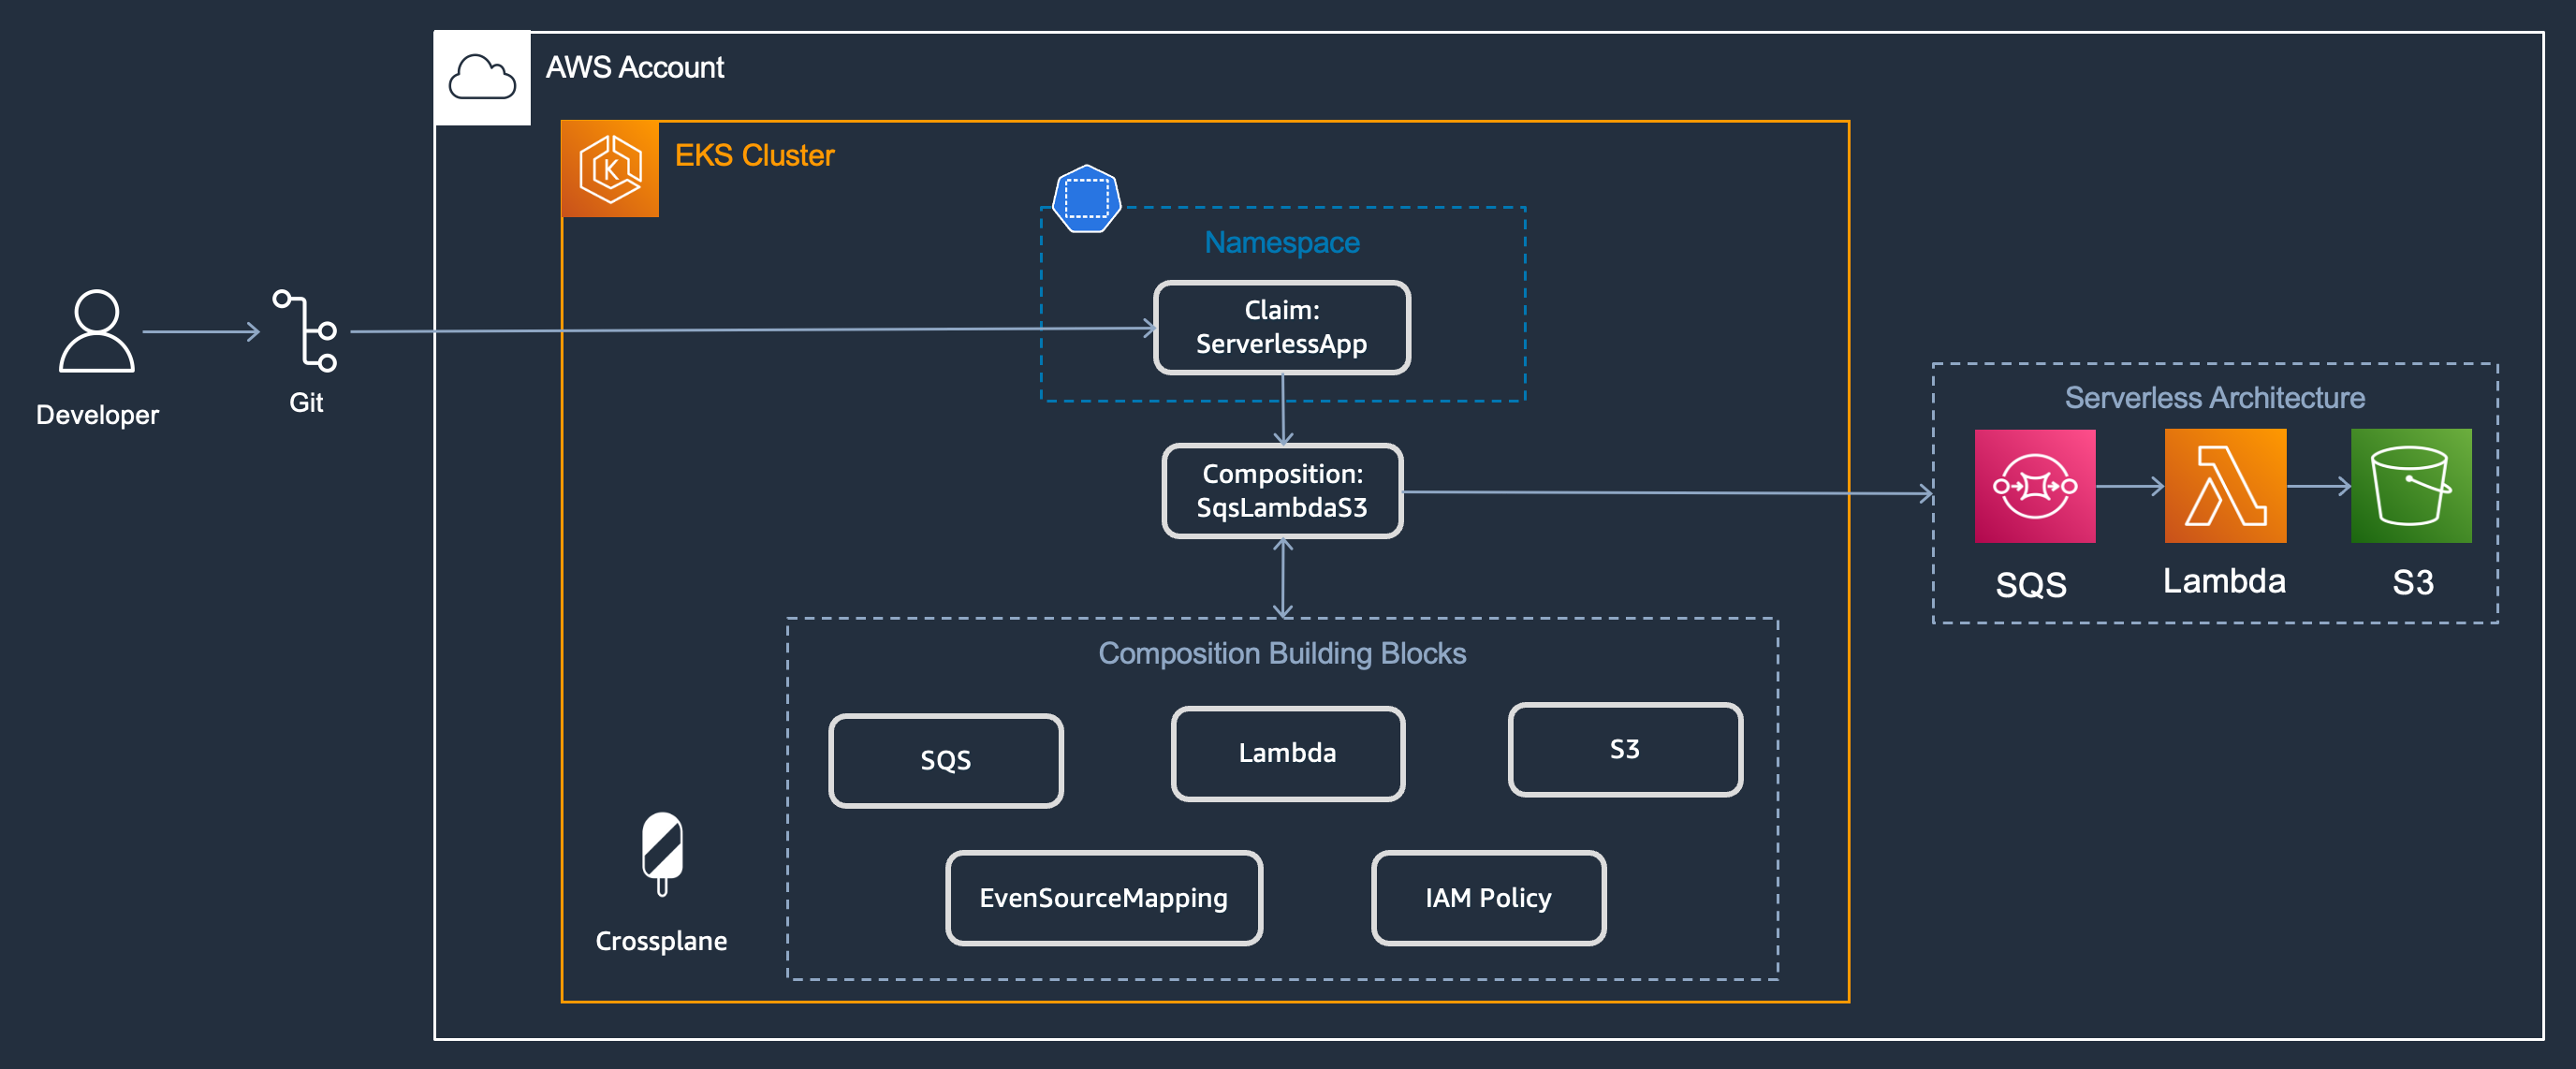 AWS Account
EKS Cluster
Namespace
Claim:
ServerlessApp
Developer
Git
Composition:
SqsLambdaS3
Serverless Architecture
SQS
Lambda
S3
Composition Building Blocks
SQS
Lambda
S3
EvenSourceMapping
IAM Policy
Crossplane